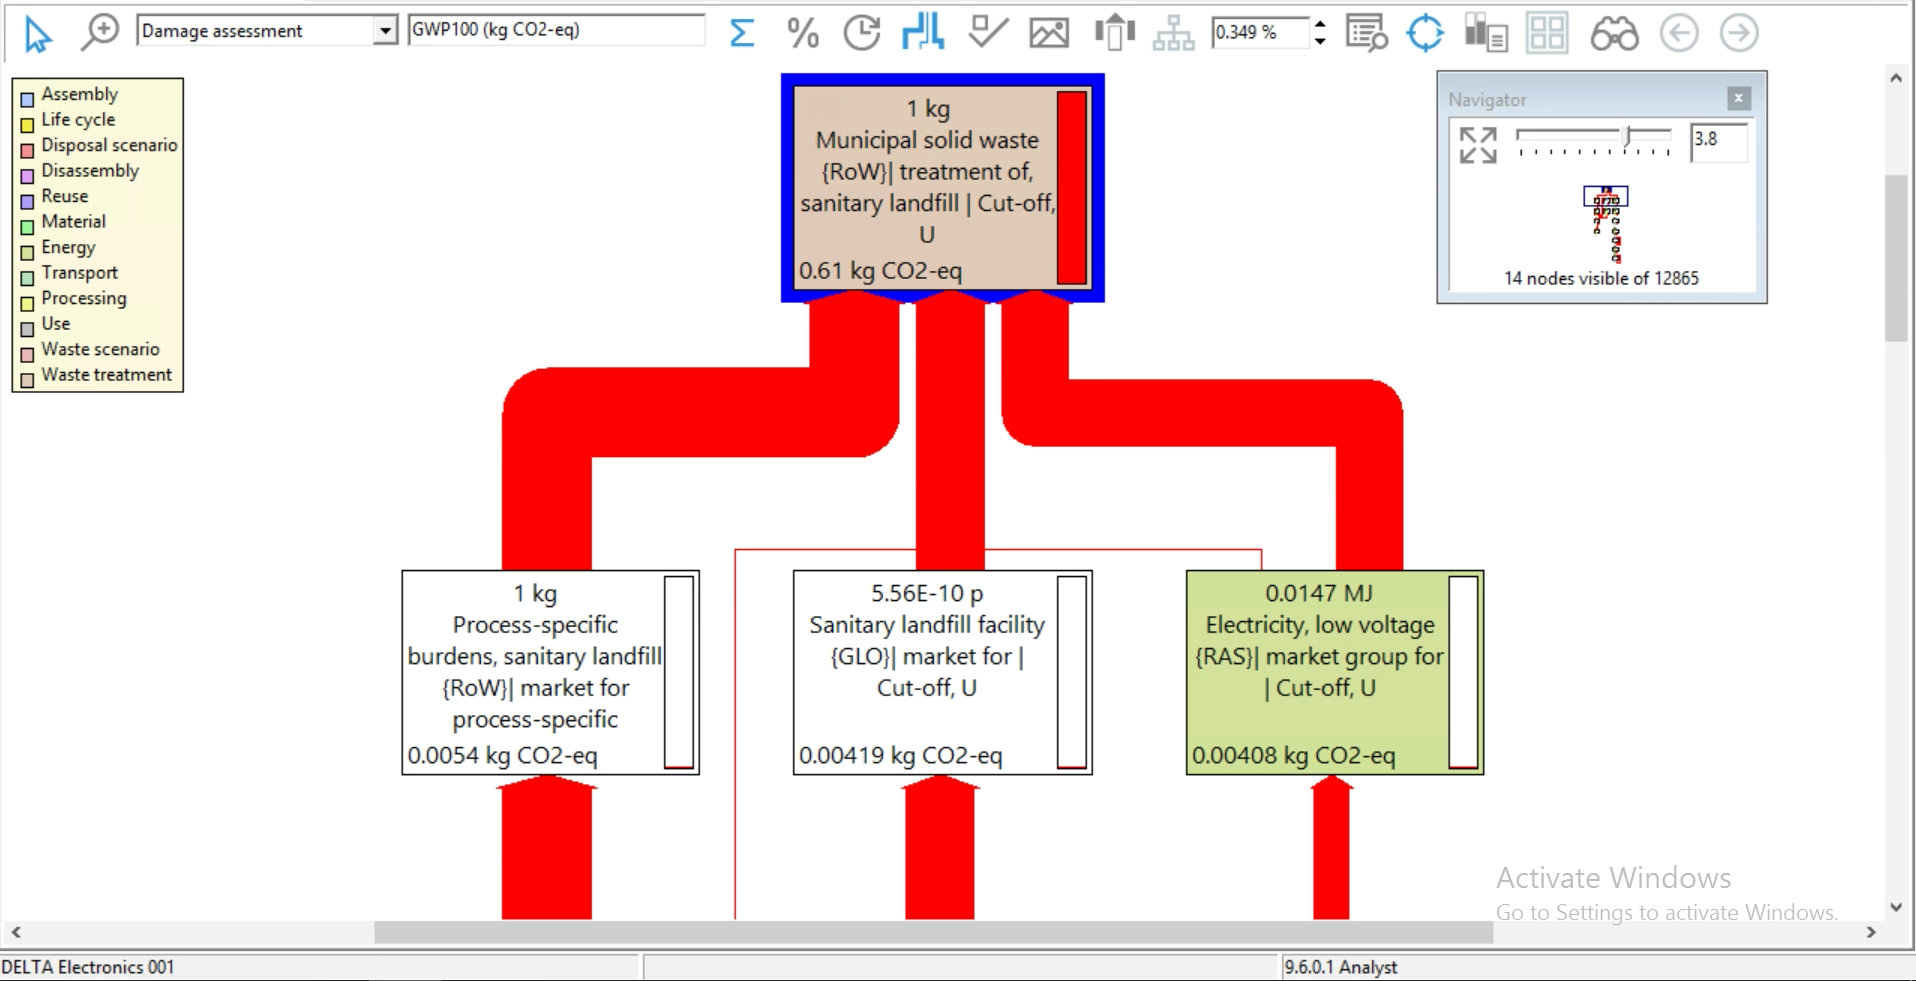 Damage assessment
GWP100 (kg CO2-eq)
Σ
%
0.349 %
Assembly
Life cycle
Disposal scenario
Disassembly
Reuse
Material
Energy
Transport
Processing
Use
Waste scenario
Waste treatment
1 kg
Municipal solid waste
{RoW}| treatment of,
sanitary landfill | Cut-off,
U
0.61 kg CO2-eq
Navigator
x
3.8
14 nodes visible of 12865
1 kg
Process-specific
burdens, sanitary landfill
{RoW}| market for
process-specific
0.0054 kg CO2-eq
5.56E-10 p
Sanitary landfill facility
{GLO}| market for |
Cut-off, U
0.00419 kg CO2-eq
0.0147 MJ
Electricity, low voltage
{RAS}| market group for
| Cut-off, U
0.00408 kg CO2-eq
Activate Windows
Go to Settings to activate Windows.
DELTA Electronics 001
9.6.0.1 Analyst